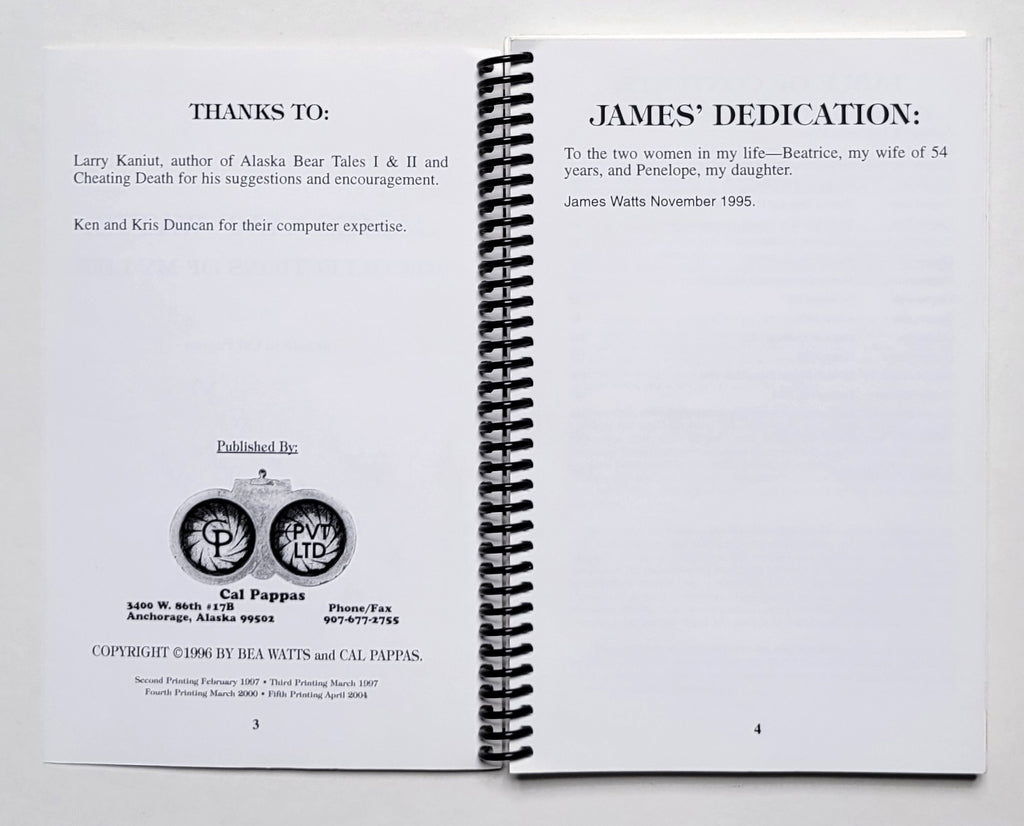 THANKS TO:
Larry Kaniut, author of Alaska Bear Tales I & II and
Cheating Death for his suggestions and encouragement.
Ken and Kris Duncan for their computer expertise.
Published By:
CP
PVT
LTD
Cal Pappas
3400 W. 86th #17B
Anchorage, Alaska 99502
Phone/Fax
907-677-2755
COPYRIGHT ©1996 BY BEA WATTS and CAL PAPPAS.
Second Printing February 1997 • Third Printing March 1997
Fourth Printing March 2000 • Fifth Printing April 2004
3
JAMES’ DEDICATION:
To the two women in my life—Beatrice, my wife of 54
years, and Penelope, my daughter.
James Watts November 1995.
4